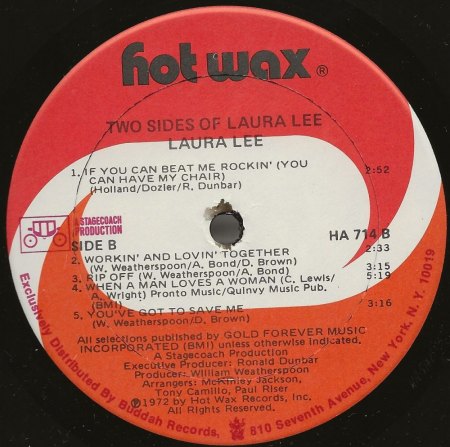 hot wax ®
TWO SIDES OF LAURA LEE
LAURA LEE
1. IF YOU CAN BEAT ME ROCKIN' (YOU 2:52
CAN HAVE MY CHAIR)
(Holland/Dozier/R. Dunbar)
A STAGECOACH
PRODUCTION
SIDE B
HA 714 B
2. WORKIN' AND LOVIN' TOGETHER 2:33
(W. Weatherspoon/A. Bond/D. Brown)
3. RIP OFF (W. Weatherspoon/A. Bond) 3:15
4. WHEN A MAN LOVES A WOMAN (C. Lewis/ 5:19
A. Wright) Pronto Music/Quinvy Music Pub.
(BMI)
5. YOU'VE GOT TO SAVE ME 3:16
(W. Weatherspoon/D. Brown)
All selections published by GOLD FOREVER MUSIC
INCORPORATED (BMI) unless otherwise indicated.
A Stagecoach Production
Executive Producer: Ronald Dunbar
Producer: William Weatherspoon
Arrangers: McKinley Jackson,
Tony Camillo, Paul Riser
©1972 by Hot Wax Records, Inc.
All Rights Reserved.
Exclusively Distributed By Buddah Records, 810 Seventh Avenue, New York, N.Y. 10019